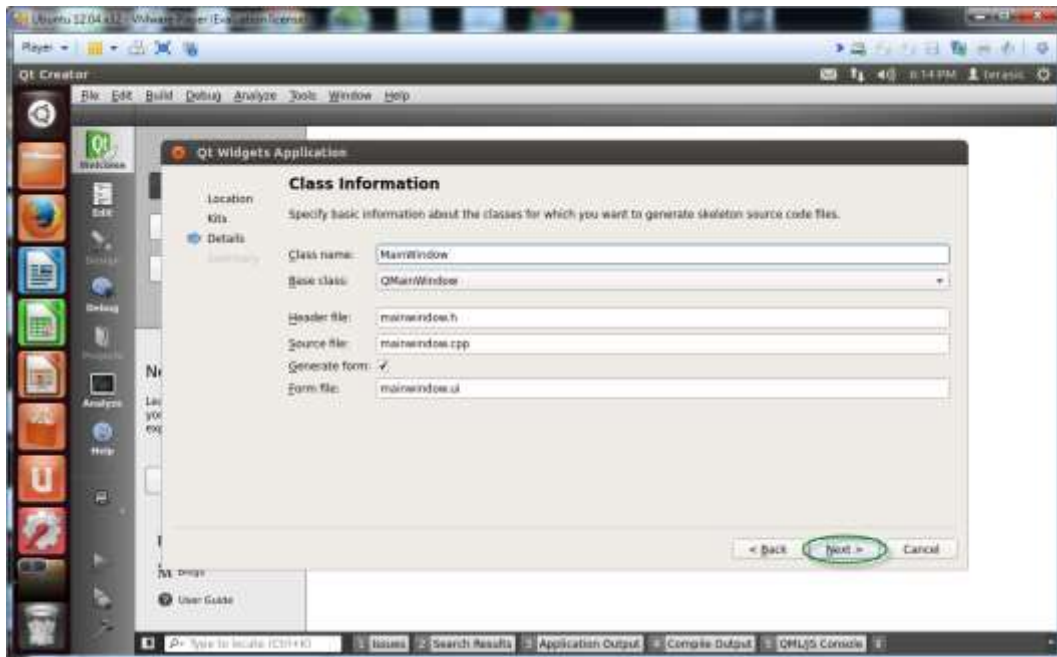 Ubuntu 12.04 x32 - VMware Player (Evaluation license)
Player
Qt Creator
8:14 PM
terasic
File Edit Build Debug Analyze Tools Window Help
Qt
Welcome
Edit
Design
Debug
Projects
Analyze
Help
Qt Widgets Application
Location
Kits
Details
Summary
Class Information
Specify basic information about the classes for which you want to generate skeleton source code files.
Class name: MainWindow
Base class: QMainWindow
Header file: mainwindow.h
Source file: mainwindow.cpp
Generate form:
Form file: mainwindow.ui
< Back
Next >
Cancel
User Guide
Type to locate (Ctrl+K)
1 Issues
2 Search Results
3 Application Output
4 Compile Output
5 QML/JS Console